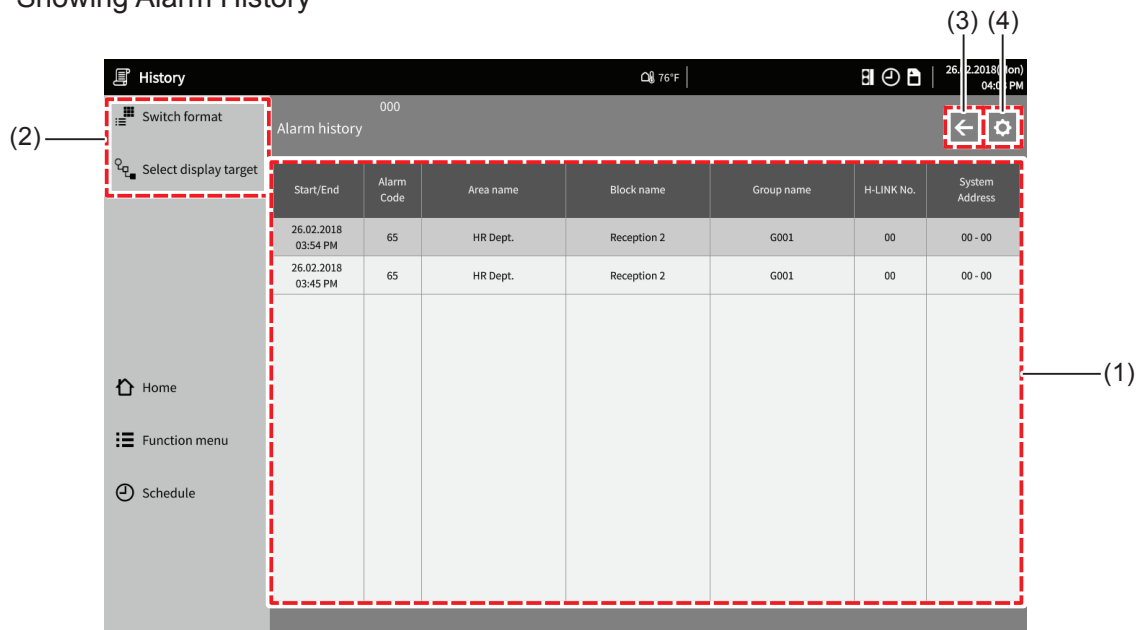 Showing Alarm History
(3) (4)
History
76°F
26.02.2018(Mon)
04:03 PM
(2)
Switch format
Select display target
000
Alarm history
Start/End
Alarm
Code
Area name
Block name
Group name
H-LINK No.
System
Address
26.02.2018
03:54 PM
65
HR Dept.
Reception 2
G001
00
00 - 00
26.02.2018
03:45 PM
65
HR Dept.
Reception 2
G001
00
00 - 00
(1)
Home
Function menu
Schedule